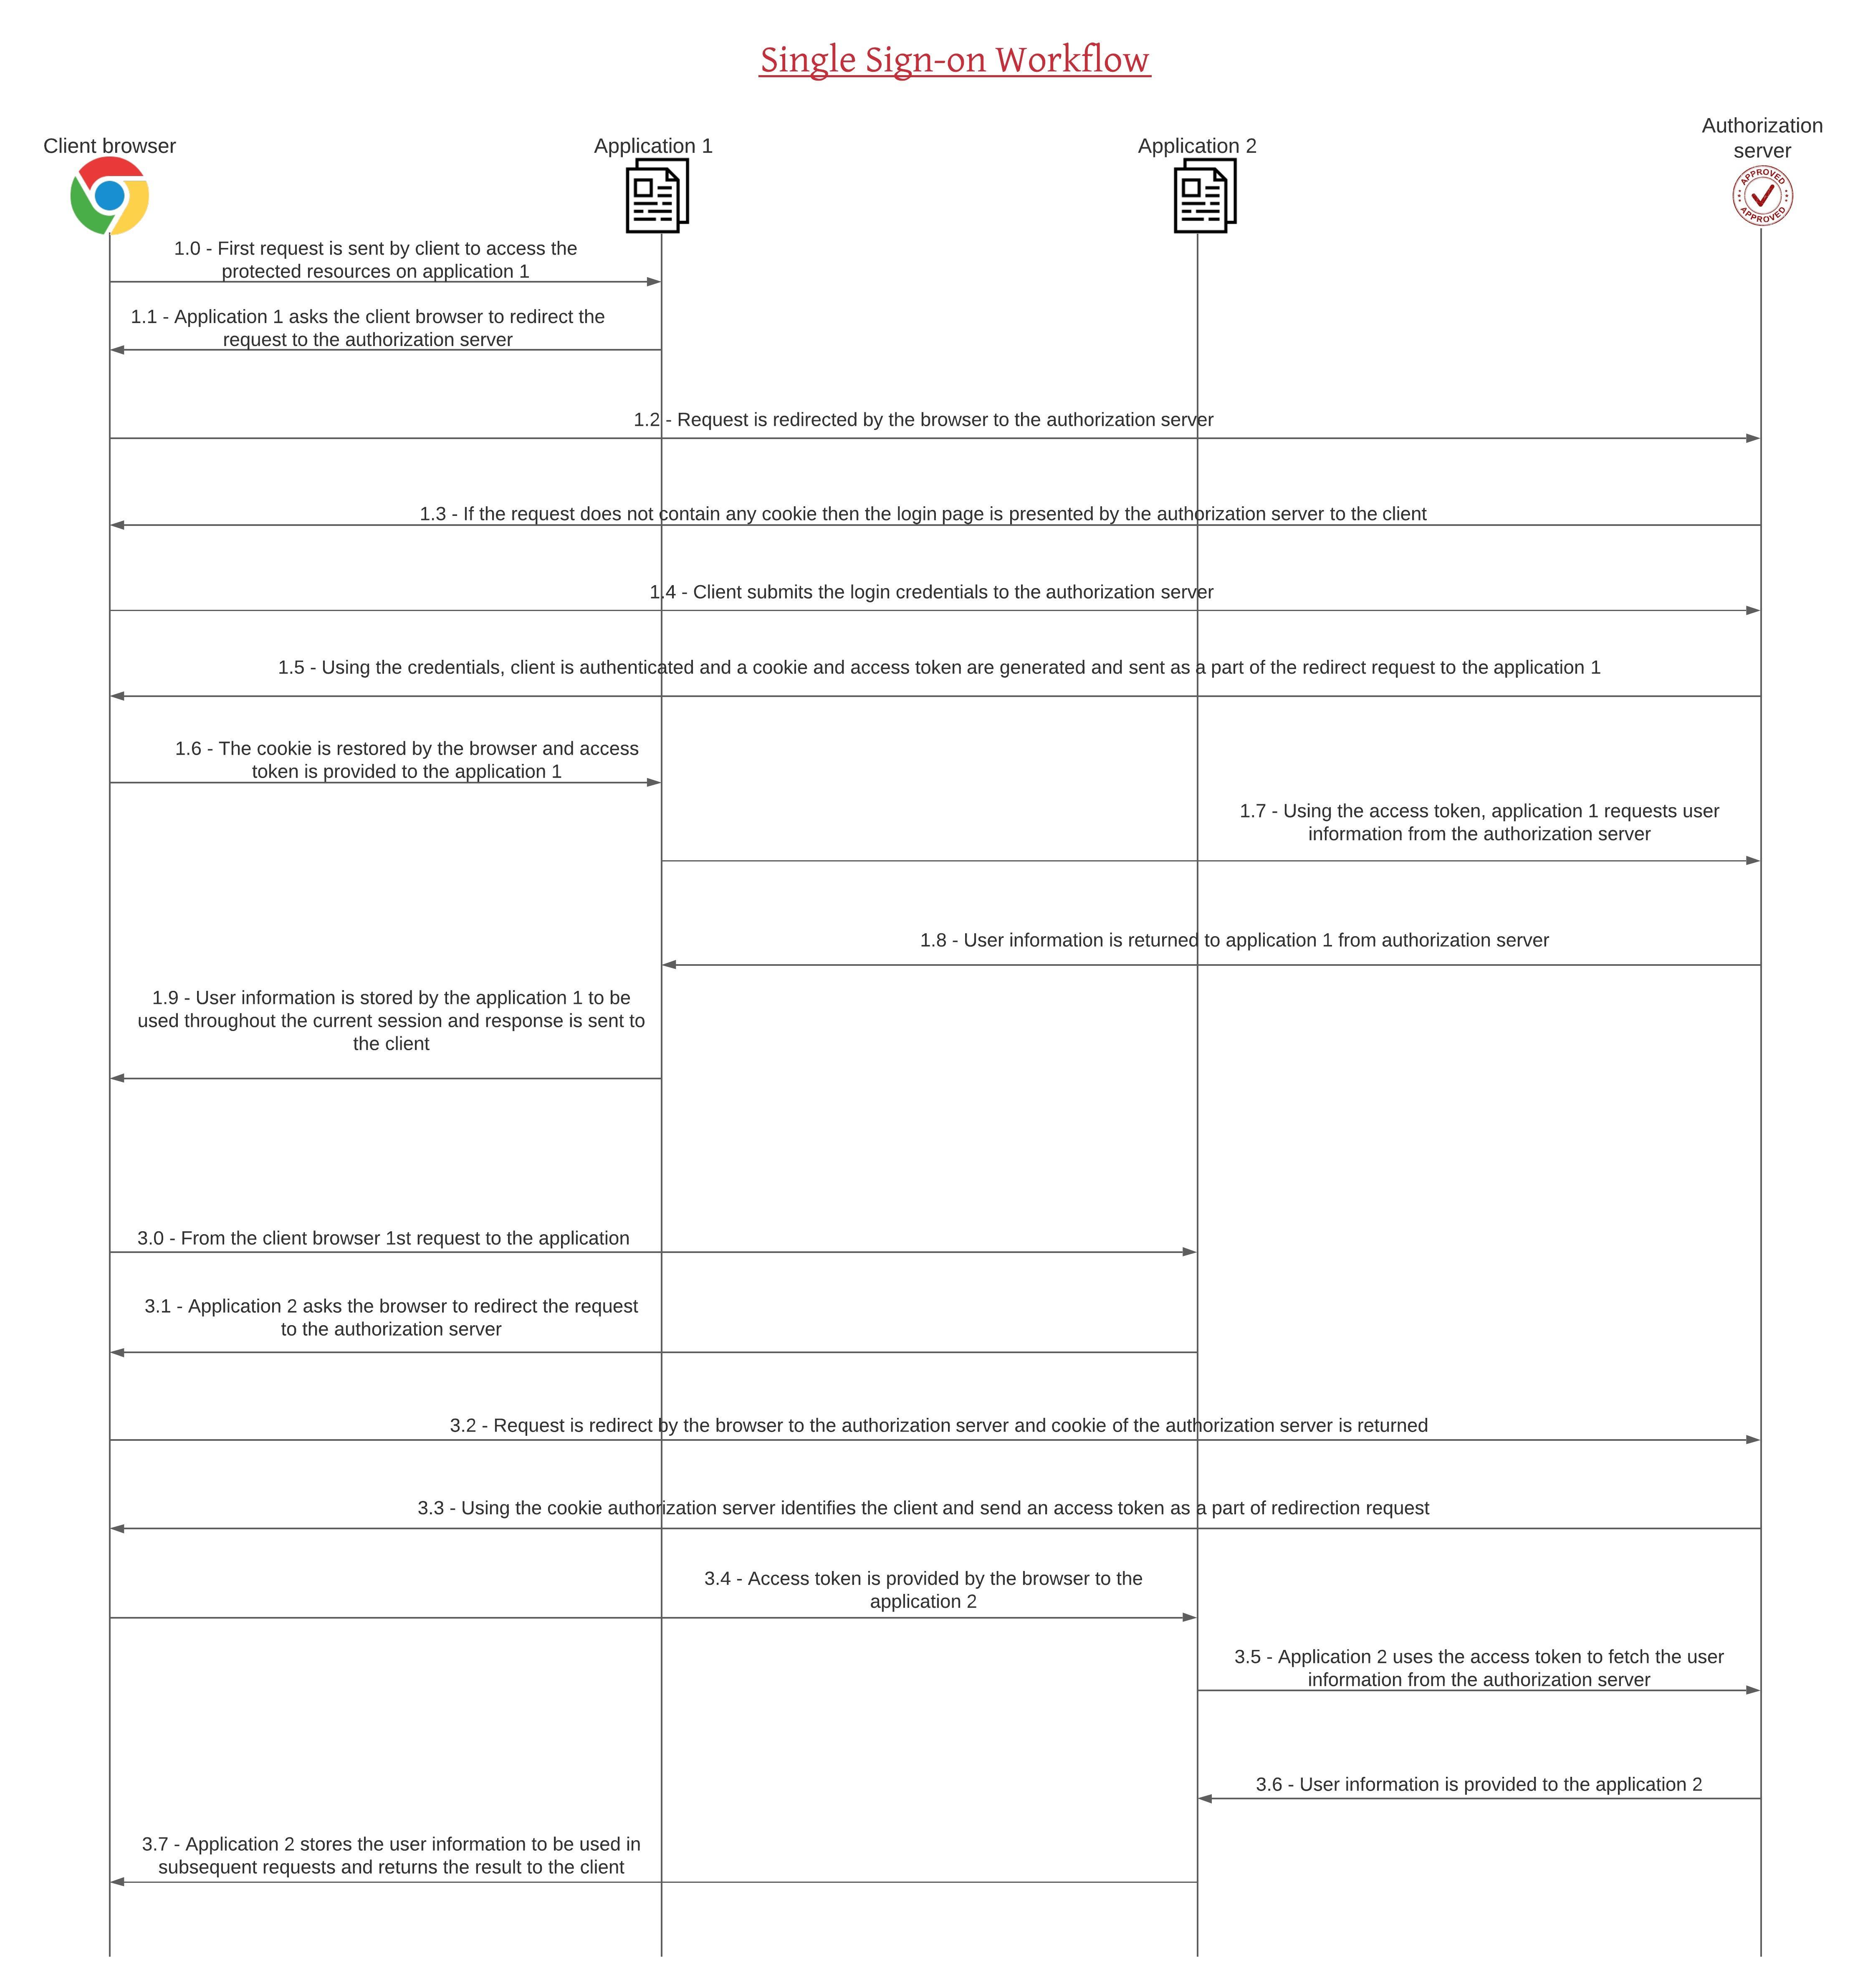 Single Sign-on Workflow
Client browser
Application 1
Application 2
Authorization
server
APPROVED
APPROVED
1.0 - First request is sent by client to access the
protected resources on application 1
1.1 - Application 1 asks the client browser to redirect the
request to the authorization server
1.2 - Request is redirected by the browser to the authorization server
1.3 - If the request does not contain any cookie then the login page is presented by the authorization server to the client
1.4 - Client submits the login credentials to the authorization server
1.5 - Using the credentials, client is authenticated and a cookie and access token are generated and sent as a part of the redirect request to the application 1
1.6 - The cookie is restored by the browser and access
token is provided to the application 1
1.7 - Using the access token, application 1 requests user
information from the authorization server
1.8 - User information is returned to application 1 from authorization server
1.9 - User information is stored by the application 1 to be
used throughout the current session and response is sent to
the client
3.0 - From the client browser 1st request to the application
3.1 - Application 2 asks the browser to redirect the request
to the authorization server
3.2 - Request is redirect by the browser to the authorization server and cookie of the authorization server is returned
3.3 - Using the cookie authorization server identifies the client and send an access token as a part of redirection request
3.4 - Access token is provided by the browser to the
application 2
3.5 - Application 2 uses the access token to fetch the user
information from the authorization server
3.6 - User information is provided to the application 2
3.7 - Application 2 stores the user information to be used in
subsequent requests and returns the result to the client